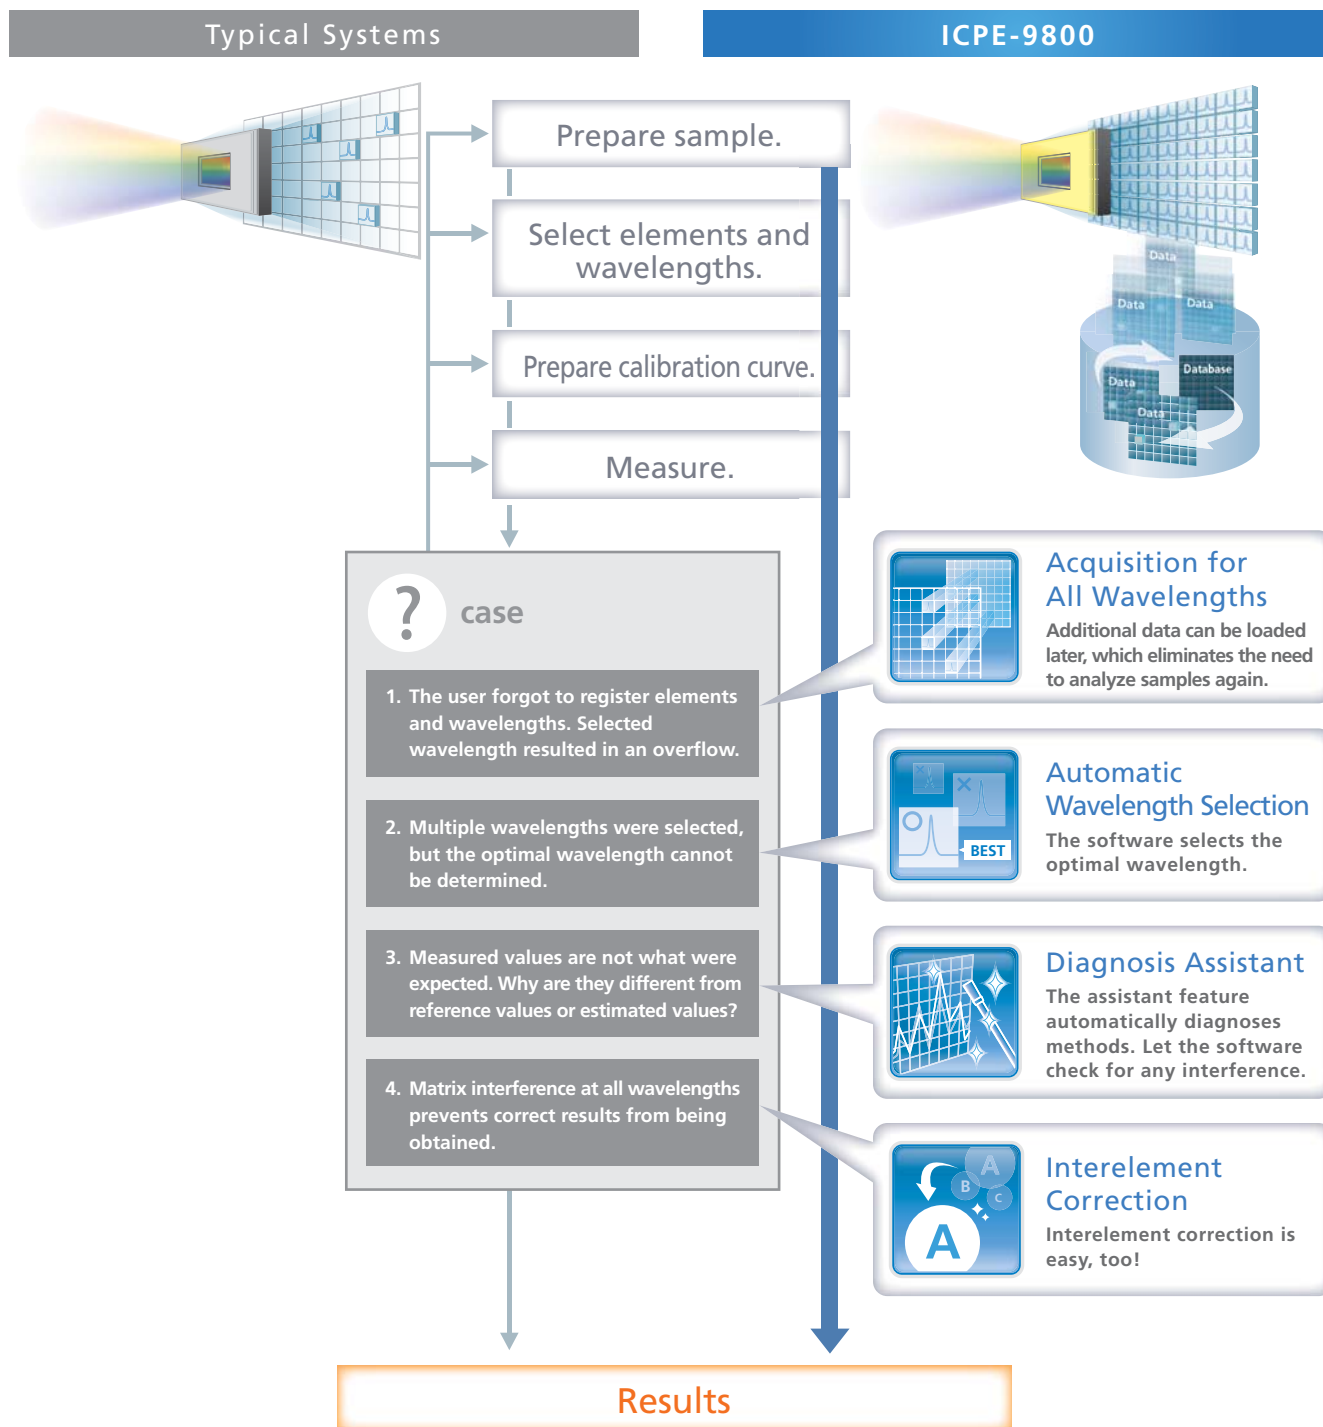 Typical Systems
ICPE-9800
Prepare sample.
Select elements and
wavelengths.
Prepare calibration curve.
Measure.
Data
Data
Data
Data
Database
Data
?
case
1. The user forgot to register elements
and wavelengths. Selected
wavelength resulted in an overflow.
2. Multiple wavelengths were selected,
but the optimal wavelength cannot
be determined.
3. Measured values are not what were
expected. Why are they different from
reference values or estimated values?
4. Matrix interference at all wavelengths
prevents correct results from being
obtained.
Acquisition for
All Wavelengths
Additional data can be loaded
later, which eliminates the need
to analyze samples again.
BEST
Automatic
Wavelength Selection
The software selects the
optimal wavelength.
Diagnosis Assistant
The assistant feature
automatically diagnoses
methods. Let the software
check for any interference.
A
B
C
A
Interelement
Correction
Interelement correction is
easy, too!
Results